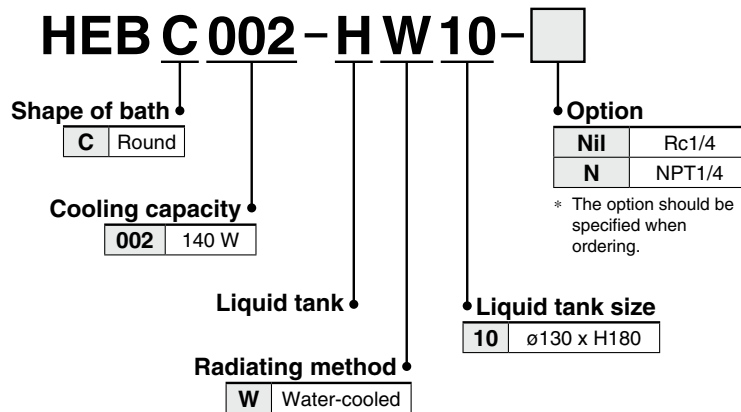 HEB C 002 - H W 10 -
Shape of bath
C Round
Option
Nil Rc1/4
N NPT1/4
* The option should be
specified when
ordering.
Cooling capacity
002 140 W
Liquid tank
Liquid tank size
10 ø130 x H180
Radiating method
W Water-cooled